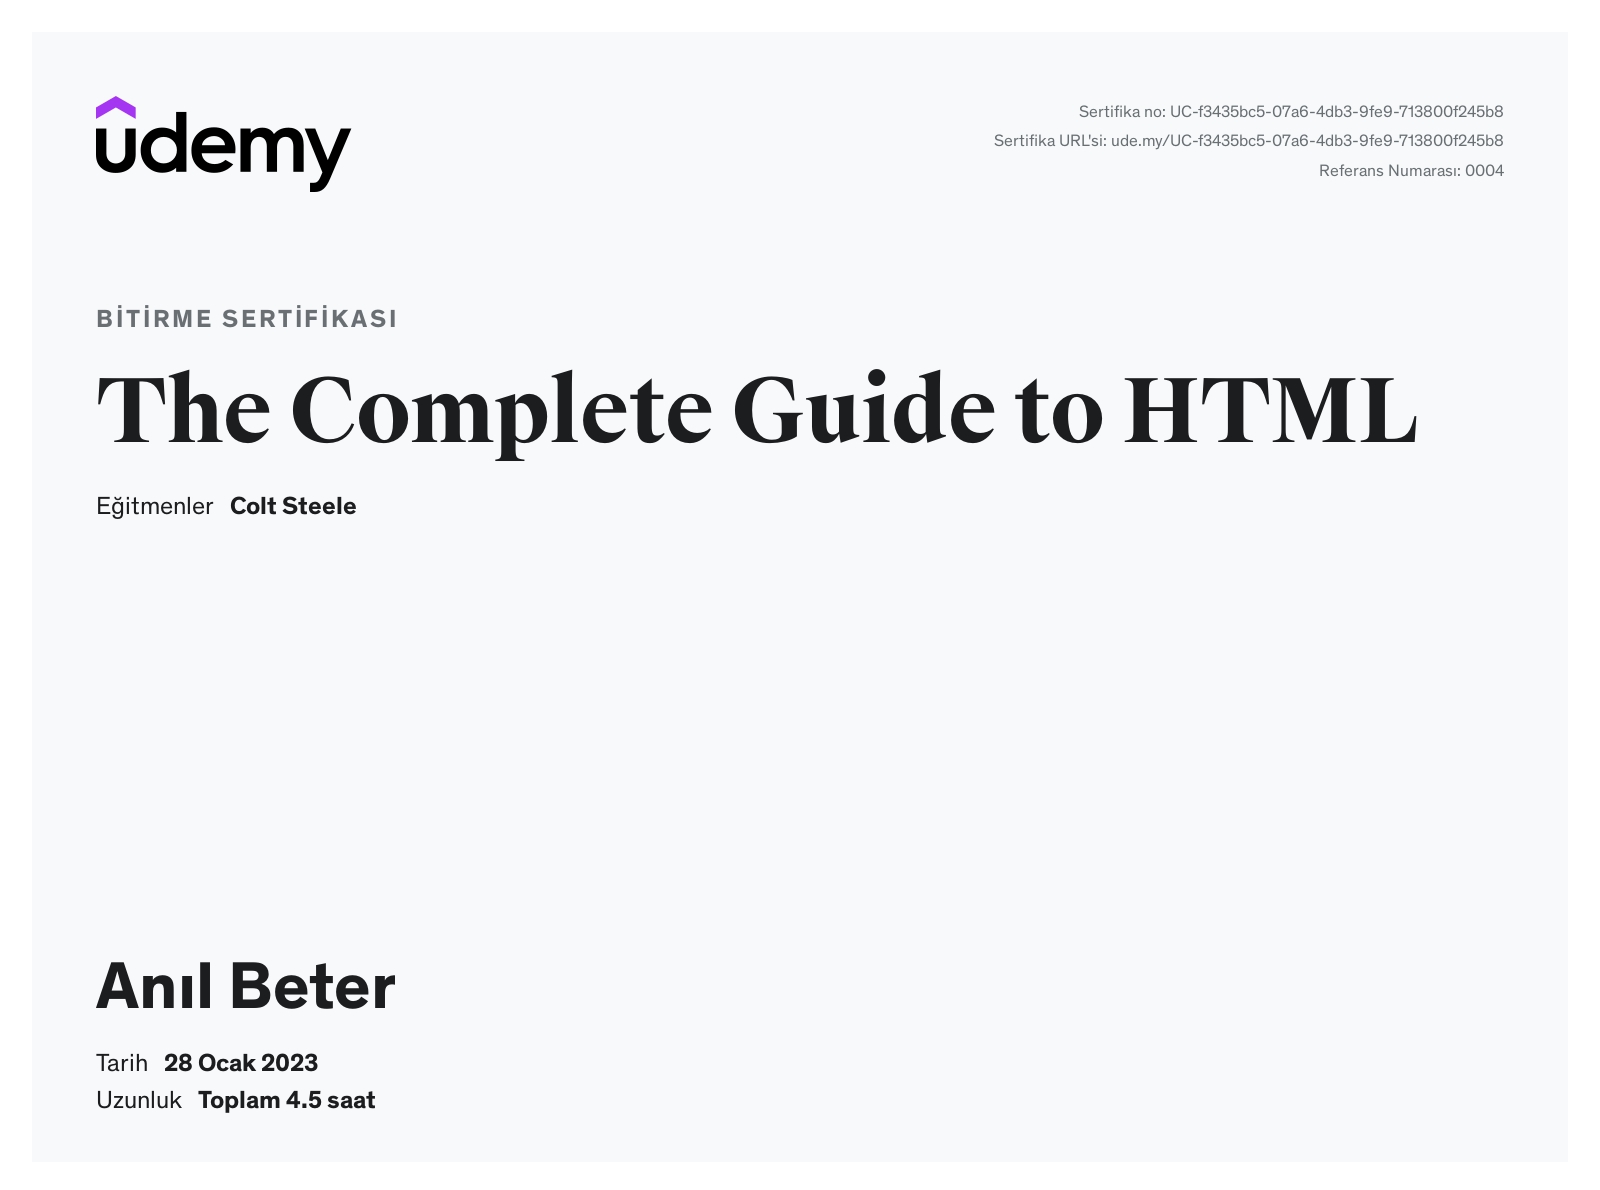 udemy
Sertifika no: UC-f3435bc5-07a6-4db3-9fe9-713800f245b8
Sertifika URL'si: ude.my/UC-f3435bc5-07a6-4db3-9fe9-713800f245b8
Referans Numarası: 0004
BİTİRME SERTİFİKASI
The Complete Guide to HTML
Eğitmenler Colt Steele
Anıl Beter
Tarih 28 Ocak 2023
Uzunluk Toplam 4.5 saat